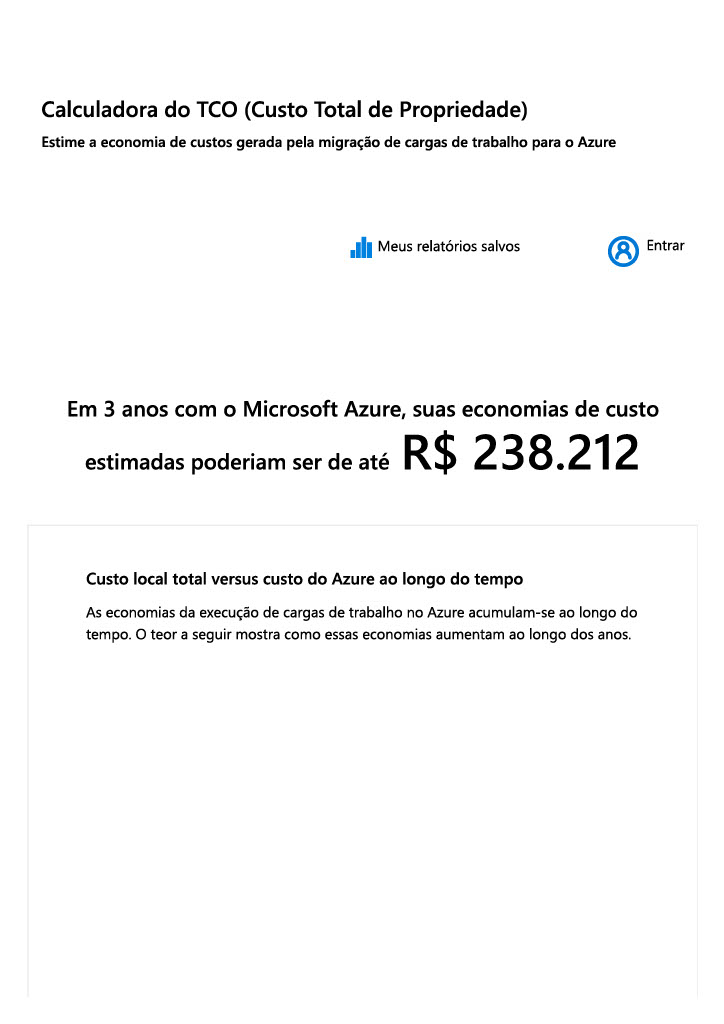 Calculadora do TCO (Custo Total de Propriedade)
Estime a economia de custos gerada pela migração de cargas de trabalho para o Azure
Meus relatórios salvos
Entrar
Em 3 anos com o Microsoft Azure, suas economias de custo
estimadas poderiam ser de até R$ 238.212
Custo local total versus custo do Azure ao longo do tempo
As economias da execução de cargas de trabalho no Azure acumulam-se ao longo do
tempo. O teor a seguir mostra como essas economias aumentam ao longo dos anos.